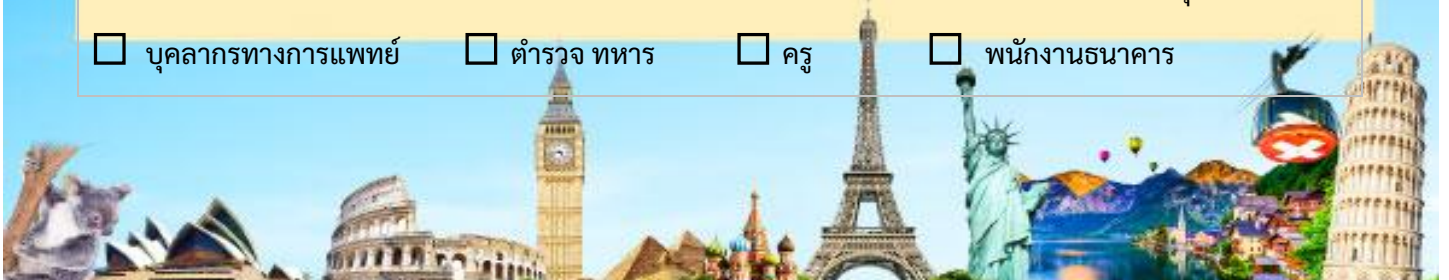 ☐ บุคลากรทางการแพทย์ ☐ ตำรวจ ทหาร ☐ ครู ☐ พนักงานธนาคาร